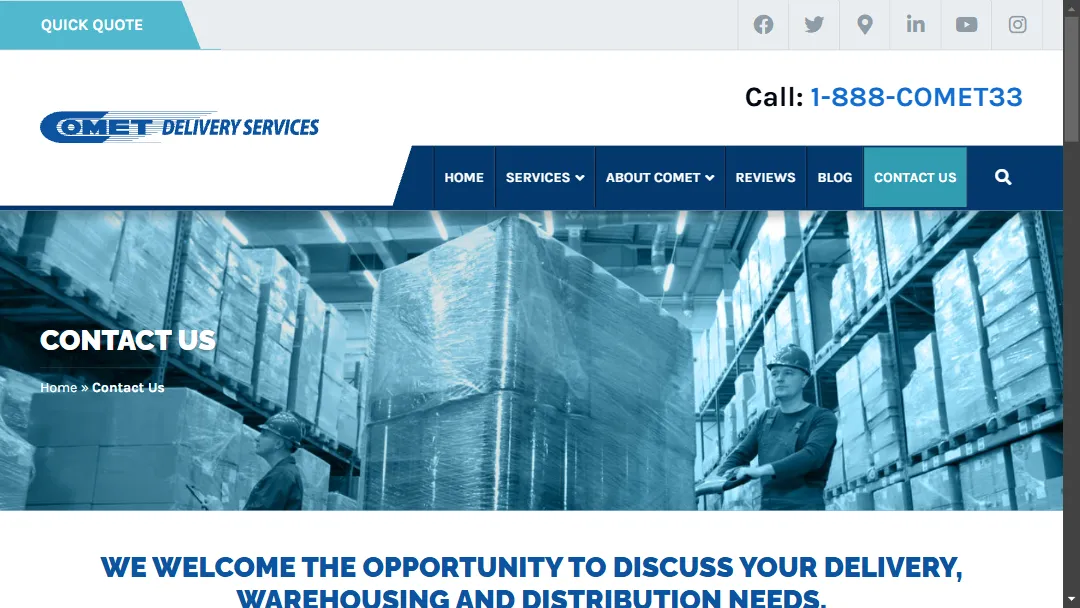 QUICK QUOTE
Call: 1-888-COMET33
COMET DELIVERY SERVICES
HOME SERVICES ABOUT COMET REVIEWS BLOG CONTACT US
CONTACT US
Home » Contact Us
WE WELCOME THE OPPORTUNITY TO DISCUSS YOUR DELIVERY,
WAREHOUSING AND DISTRIBUTION NEEDS.